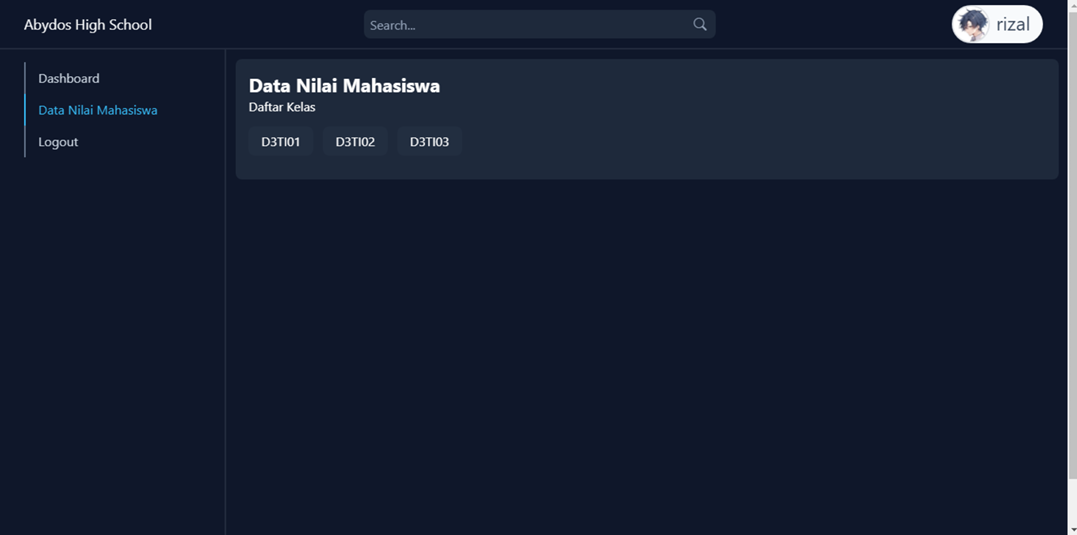 Abydos High School
Search...
rizal
Dashboard
Data Nilai Mahasiswa
Logout
Data Nilai Mahasiswa
Daftar Kelas
D3TI01 D3TI02 D3TI03